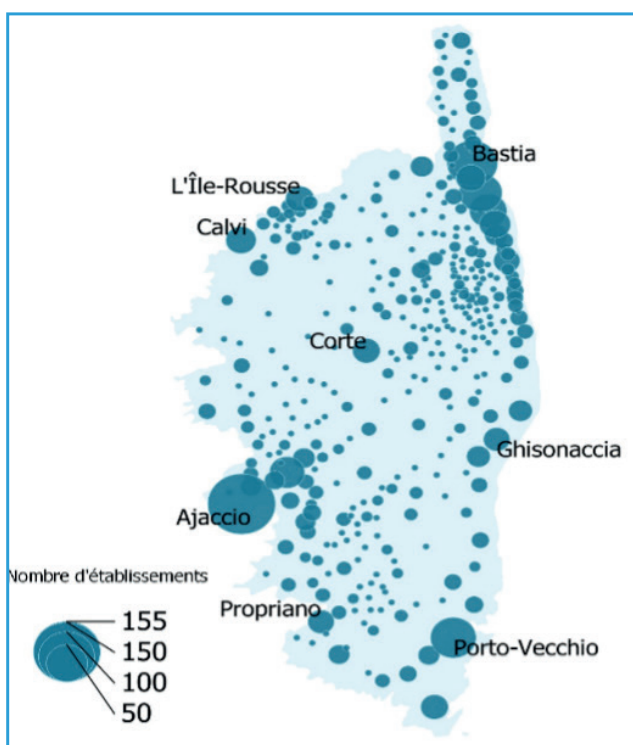 Bastia
L'Île-Rousse
Calvi
Corte
Ghisonaccia
Ajaccio
Nombre d'établissements
155
150
100
50
Propriano
Porto-Vecchio